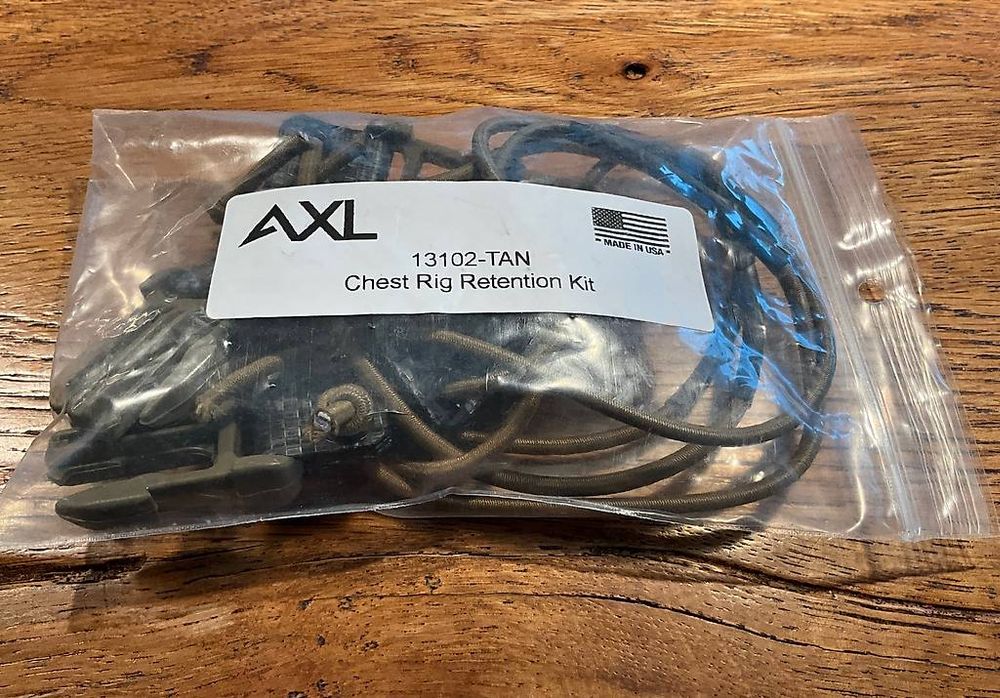 AXL
"MADE IN USA"
13102-TAN
Chest Rig Retention Kit